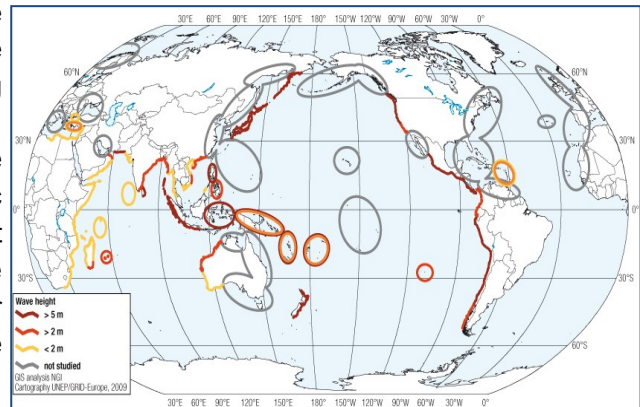 30°E 60°E 90°E 120°E 150°E 180° 150°W 120°W 90°W 60°W 30°W 0°
60°N 60°N
30°N 30°N
0° 0°
30°S 30°S
60°S
Wave height
> 5 m
> 2 m
< 2 m
not studied
GIS analysis NGI
Cartography UNEP/GRID-Europe, 2009
30°E 60°E 90°E 120°E 150°E 180° 150°W 120°W 90°W 60°W 30°W 0°